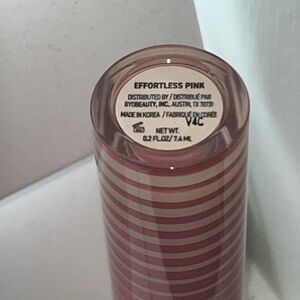 EFFORTLESS PINK
DISTRIBUTED BY / DISTRIBUÉ PAR
BYOBEAUTY, INC., AUSTIN, TX 78731
MADE IN KOREA / FABRIQUÉ EN CORÉE
V4C
NET WT.
0.2 FL.OZ/ 7.4 ML